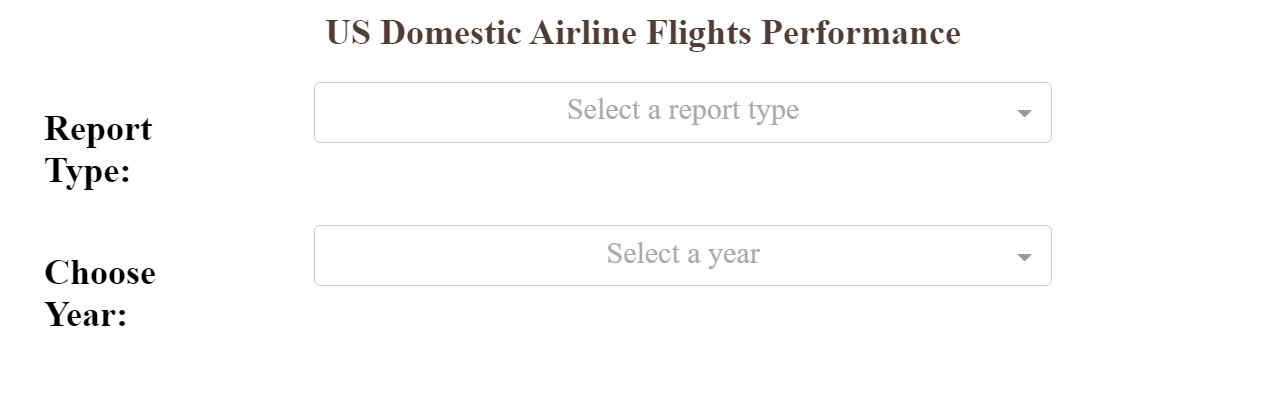 US Domestic Airline Flights Performance
Select a report type
Report
Type:
Select a year
Choose
Year: